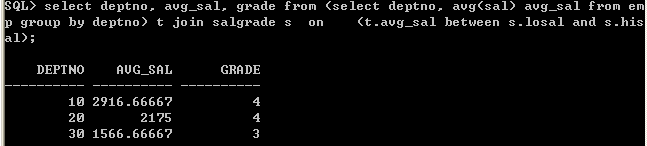 SQL> select deptno, avg_sal, grade from (select deptno, avg(sal) avg_sal from em
p group by deptno) t join salgrade s  on    (t.avg_sal between s.losal and s.his
al);
    DEPTNO    AVG_SAL      GRADE
---------- ---------- ----------
        10 2916.66667          4
        20       2175          4
        30 1566.66667          3